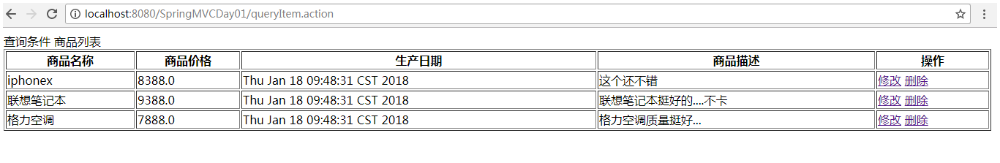 localhost:8080/SpringMVCDay01/queryItem.action
查询条件 商品列表
商品名称 商品价格 生产日期 商品描述 操作
iphonex 8388.0 Thu Jan 18 09:48:31 CST 2018 这个还不错 修改 删除
联想笔记本 9388.0 Thu Jan 18 09:48:31 CST 2018 联想笔记本挺好的....不卡 修改 删除
格力空调 7888.0 Thu Jan 18 09:48:31 CST 2018 格力空调质量挺好... 修改 删除